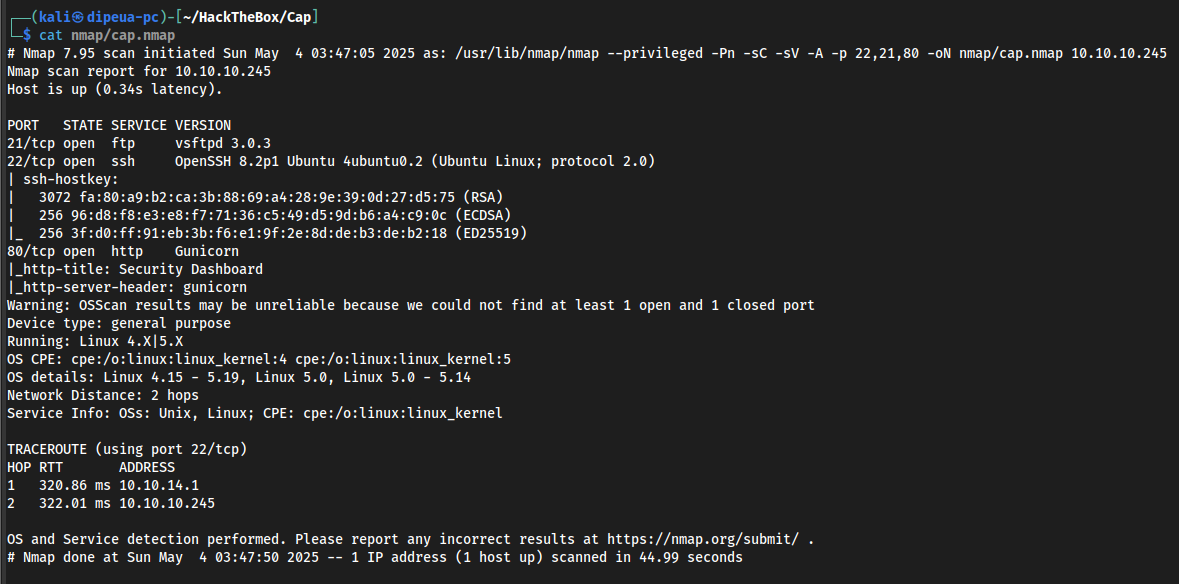 ┌──(kali㉿dipeua-pc)-[~/HackTheBox/Cap]
└─$ cat nmap/cap.nmap
# Nmap 7.95 scan initiated Sun May  4 03:47:05 2025 as: /usr/lib/nmap/nmap --privileged -Pn -sC -sV -A -p 22,21,80 -oN nmap/cap.nmap 10.10.10.245
Nmap scan report for 10.10.10.245
Host is up (0.34s latency).

PORT   STATE SERVICE VERSION
21/tcp open  ftp     vsftpd 3.0.3
22/tcp open  ssh     OpenSSH 8.2p1 Ubuntu 4ubuntu0.2 (Ubuntu Linux; protocol 2.0)
| ssh-hostkey:
|   3072 fa:80:a9:b2:ca:3b:88:69:a4:28:9e:39:0d:27:d5:75 (RSA)
|   256 96:d8:f8:e3:e8:f7:71:36:c5:49:d5:9d:b6:a4:c9:0c (ECDSA)
|_  256 3f:d0:ff:91:eb:3b:f6:e1:9f:2e:8d:de:b3:de:b2:18 (ED25519)
80/tcp open  http    Gunicorn
|_http-title: Security Dashboard
|_http-server-header: gunicorn
Warning: OSScan results may be unreliable because we could not find at least 1 open and 1 closed port
Device type: general purpose
Running: Linux 4.X|5.X
OS CPE: cpe:/o:linux:linux_kernel:4 cpe:/o:linux:linux_kernel:5
OS details: Linux 4.15 - 5.19, Linux 5.0, Linux 5.0 - 5.14
Network Distance: 2 hops
Service Info: OSs: Unix, Linux; CPE: cpe:/o:linux:linux_kernel

TRACEROUTE (using port 22/tcp)
HOP RTT       ADDRESS
1   320.86 ms 10.10.14.1
2   322.01 ms 10.10.10.245

OS and Service detection performed. Please report any incorrect results at https://nmap.org/submit/ .
# Nmap done at Sun May  4 03:47:50 2025 -- 1 IP address (1 host up) scanned in 44.99 seconds